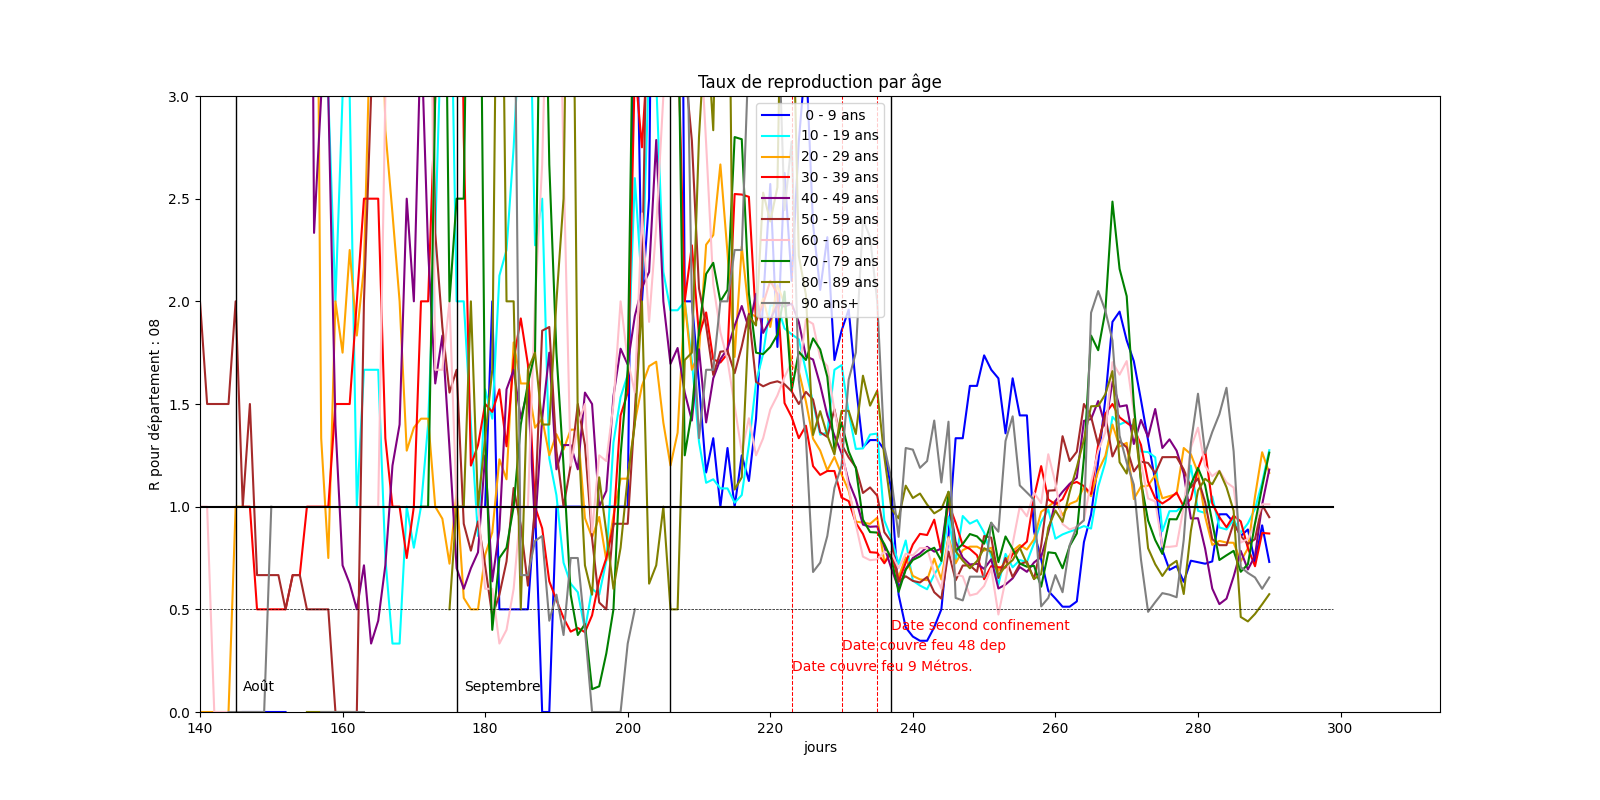 Taux de reproduction par âge
R pour département : 08
3.0
2.5
2.0
1.5
1.0
0.5
0.0
0 - 9 ans
10 - 19 ans
20 - 29 ans
30 - 39 ans
40 - 49 ans
50 - 59 ans
60 - 69 ans
70 - 79 ans
80 - 89 ans
90 ans+
Date second confinement
Date couvre feu 48 dep
Date couvre feu 9 Métros.
Août
Septembre
140
160
180
200
220
240
260
280
300
jours